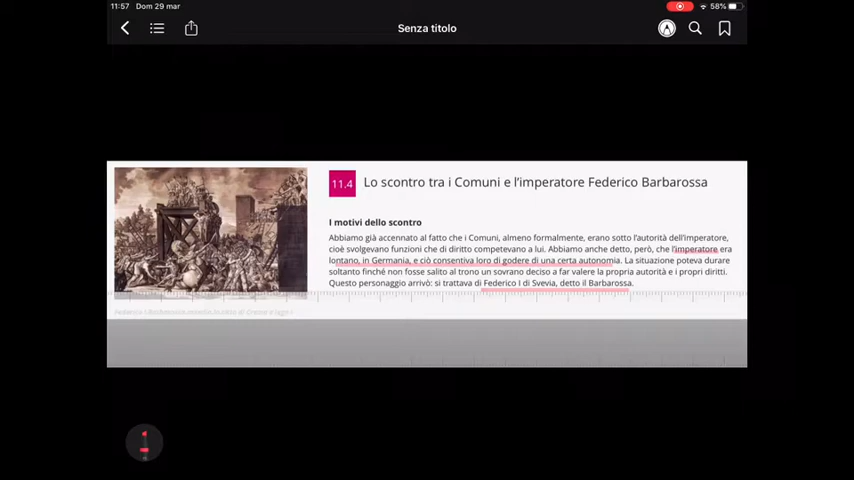 11:57 Dom 29 mar
58%
Senza titolo
11.4 Lo scontro tra i Comuni e l'imperatore Federico Barbarossa
I motivi dello scontro
Abbiamo già accennato al fatto che i Comuni, almeno formalmente, erano sotto l'autorità dell'imperatore,
cioè svolgevano funzioni che di diritto competevano a lui. Abbiamo anche detto, però, che l'imperatore era
lontano, in Germania, e ciò consentiva loro di godere di una certa autonomia. La situazione poteva durare
soltanto finché non fosse salito al trono un sovrano deciso a far valere la propria autorità e i propri diritti.
Questo personaggio arrivò: si trattava di Federico I di Svevia, detto il Barbarossa.
Federico I Barbarossa